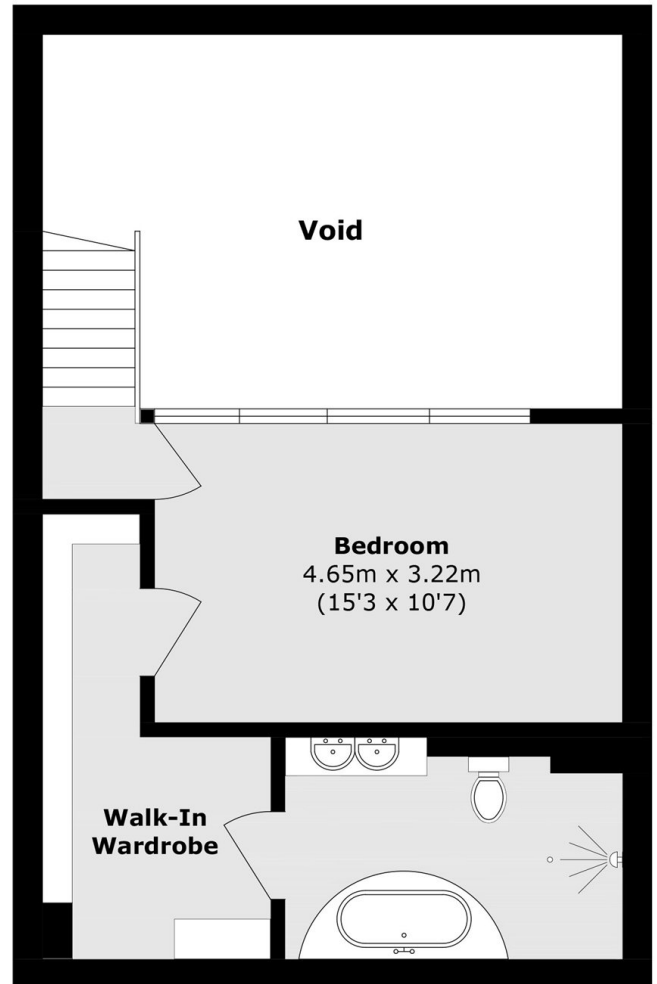 Void
Bedroom
4.65m x 3.22m
(15'3 x 10'7)
Walk-In
Wardrobe